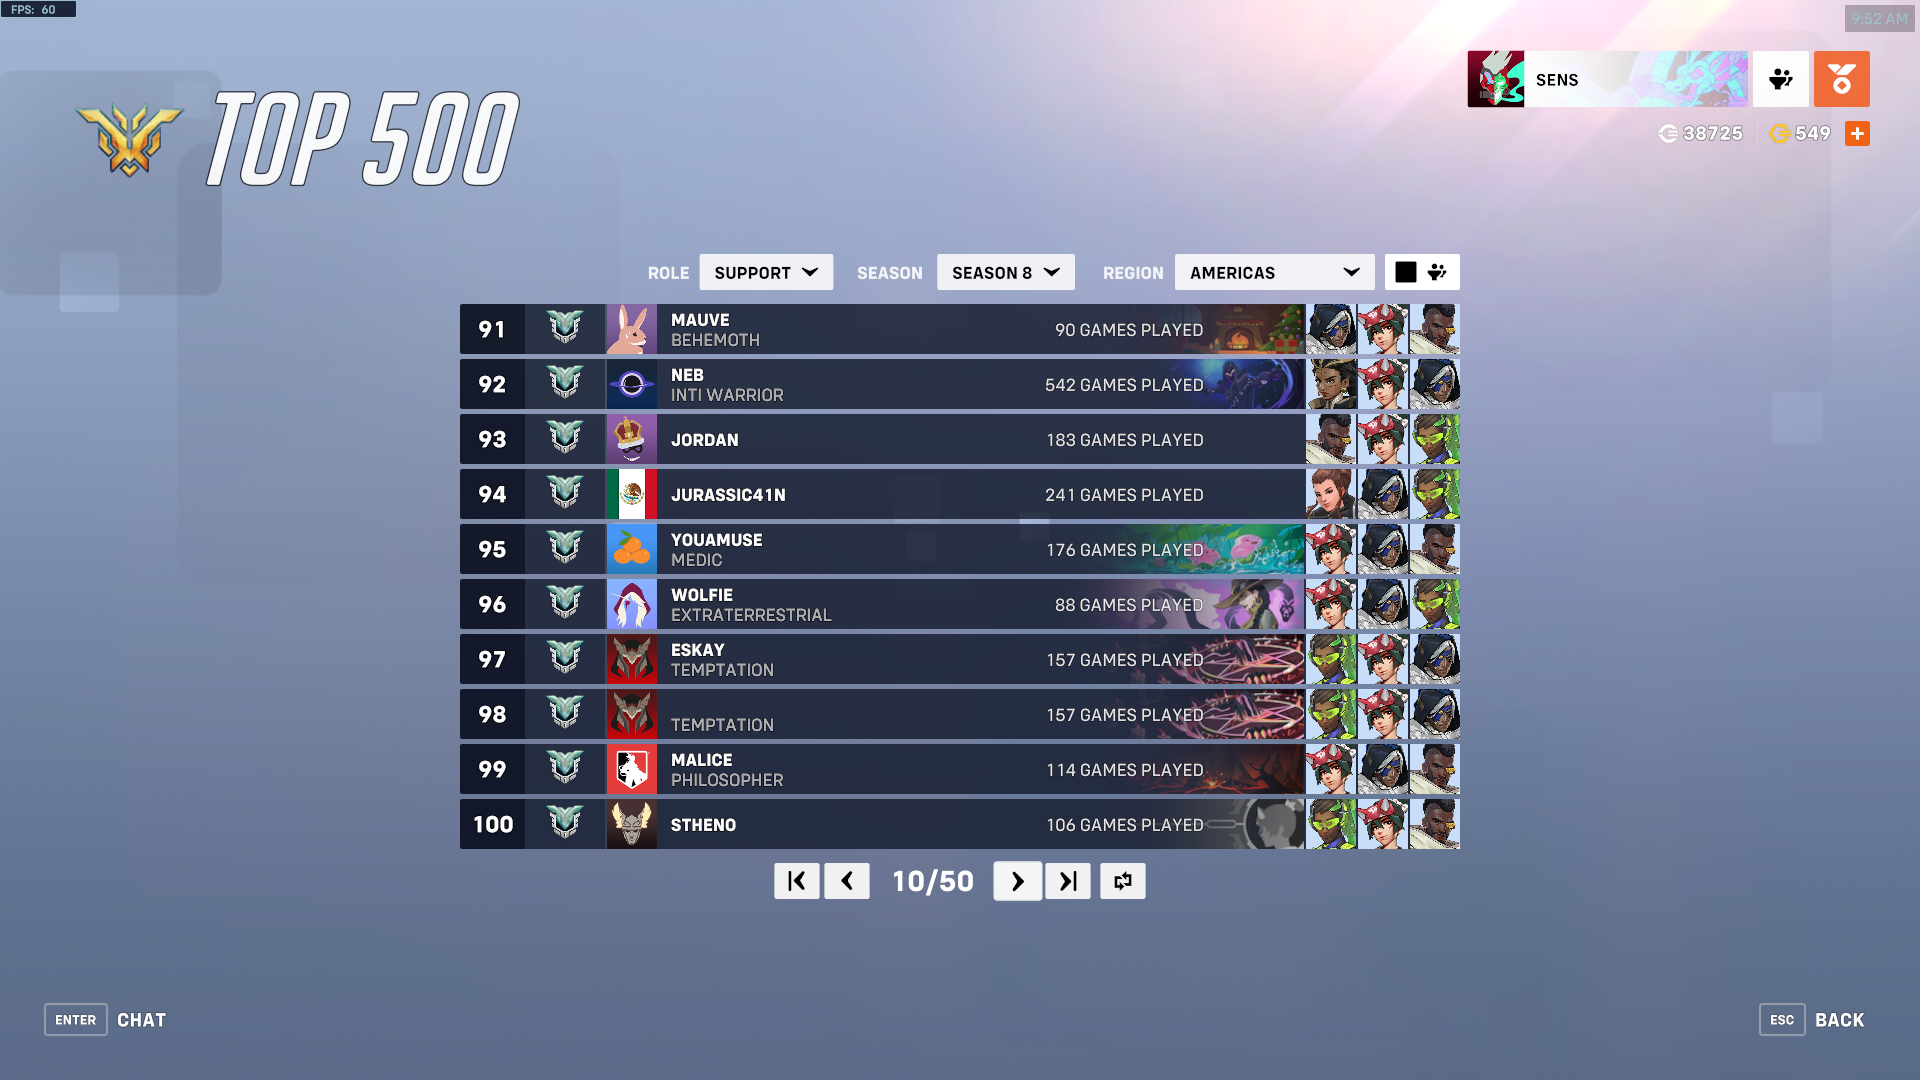 FPS: 60
9:52 AM
TOP 500
SENS
38725
549
ROLE SUPPORT SEASON SEASON 8 REGION AMERICAS
91 MAUVE 90 GAMES PLAYED
BEHEMOTH
92 NEB 542 GAMES PLAYED
INTI WARRIOR
93 JORDAN 183 GAMES PLAYED
94 JURASSIC41N 241 GAMES PLAYED
95 YOUAMUSE 176 GAMES PLAYED
MEDIC
96 WOLFIE 88 GAMES PLAYED
EXTRATERRESTRIAL
97 ESKAY 157 GAMES PLAYED
TEMPTATION
98 157 GAMES PLAYED
TEMPTATION
99 MALICE 114 GAMES PLAYED
PHILOSOPHER
100 STHENO 106 GAMES PLAYED
10/50
ENTER CHAT
ESC BACK